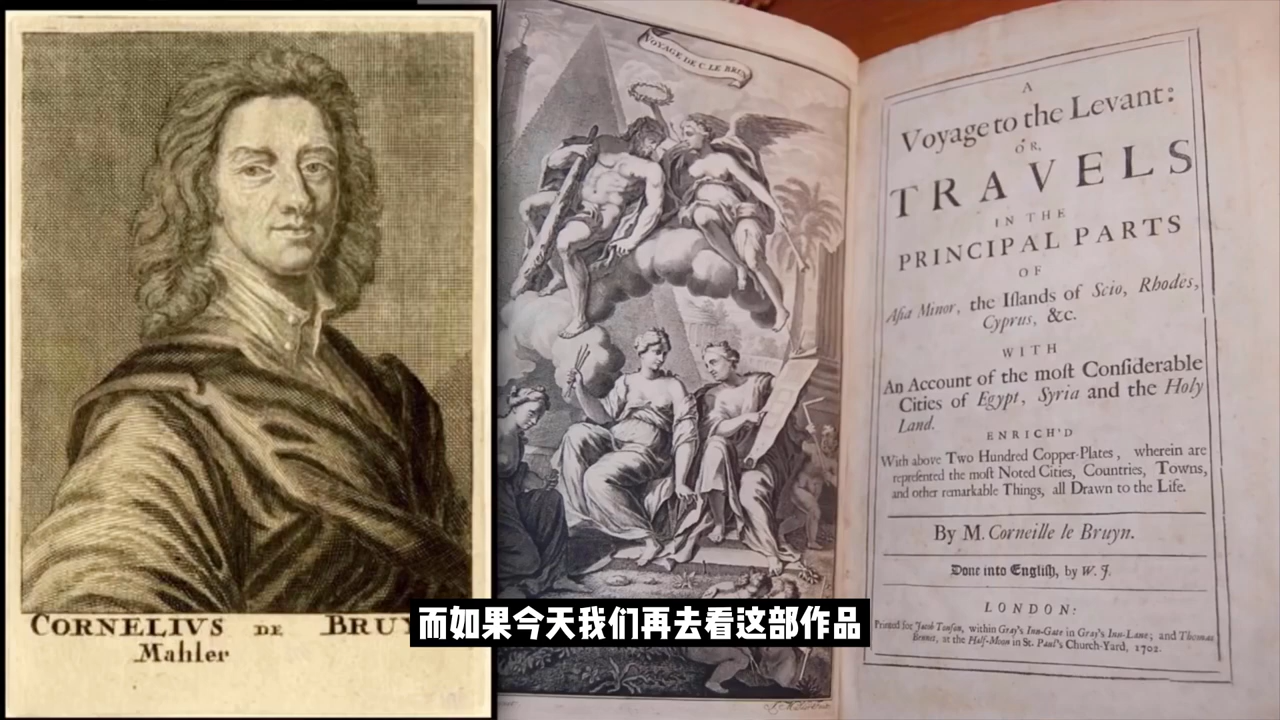 CORNELIVS DE BRUY
Mahler
VOYAGE DE C. LE BRUY
A
Voyage to the Levant:
OR,
TRAVELS
IN THE
PRINCIPAL PARTS
OF
Aſia Minor, the Iſlands of Scio, Rhodes,
Cyprus, &c.
WITH
An Account of the moſt Conſiderable
Cities of Egypt, Syria and the Holy
Land.
ENRICH'D
With above Two Hundred Copper-Plates, wherein are
repreſented the moſt Noted Cities, Countries, Towns,
and other remarkable Things, all Drawn to the Life.
By M. Corneille le Bruyn.
Done into Engliſh, by W. J.
LONDON:
Printed for Jacob Tonſon, within Gray's Inn-Gate in Gray's Inn-Lane; and Thomas
Bennet, at the Half-Moon in St. Paul's Church-Yard, 1702.
而如果今天我们再去看这部作品